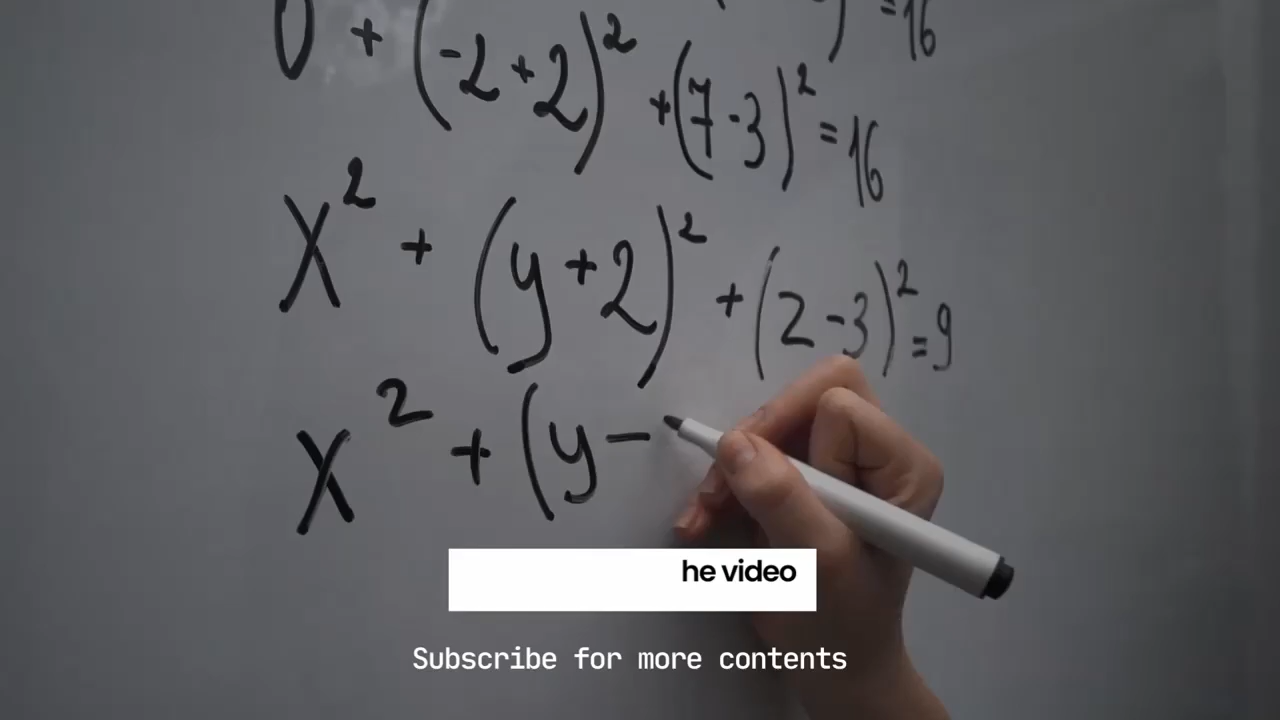 =16
0 + (-2+2)² + (7-3)² = 16
x² + (y+2)² + (2-3)² = 9
x² + (y-
he video
Subscribe for more contents